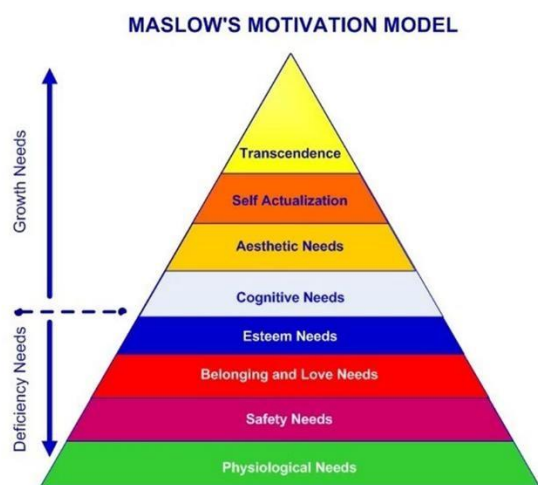 MASLOW'S MOTIVATION MODEL
Growth Needs
Deficiency Needs
Transcendence
Self Actualization
Aesthetic Needs
Cognitive Needs
Esteem Needs
Belonging and Love Needs
Safety Needs
Physiological Needs